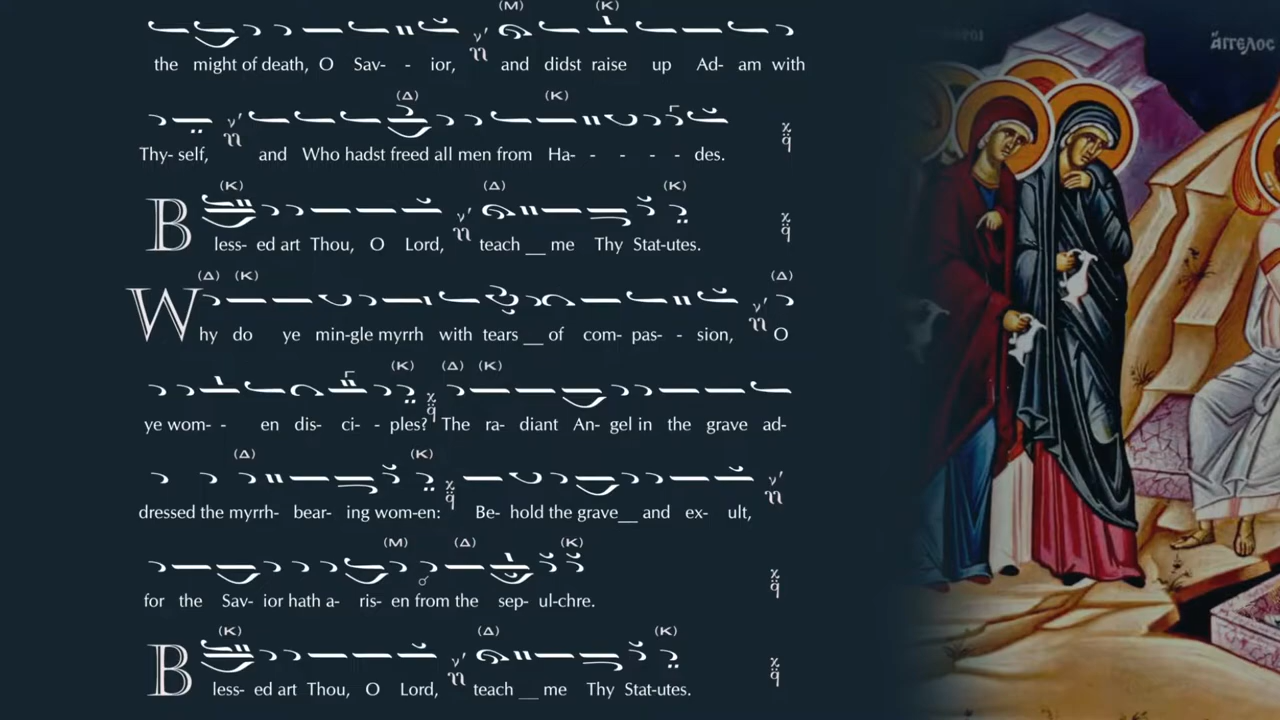 (Μ) (Κ)
the might of death, O Sav- - ior, and didst raise up Ad- am with
(Δ) (Κ)
Thy- self, and Who hadst freed all men from Ha- - - - - des.
(Κ) (Δ) (Κ)
Bless- ed art Thou, O Lord, teach __ me Thy Stat-utes.
(Δ) (Κ) (Δ)
Why do ye min-gle myrrh with tears __ of com- pas- - sion, O
(Κ) (Δ) (Κ)
ye wom- - en dis- ci- - ples? The ra- diant An- gel in the grave ad-
(Δ) (Κ)
dressed the myrrh- bear- ing wom-en: Be- hold the grave__ and ex- ult,
(Μ) (Δ) (Κ)
for the Sav- ior hath a- ris- en from the sep- ul-chre.
(Κ) (Δ) (Κ)
Bless- ed art Thou, O Lord, teach __ me Thy Stat-utes.